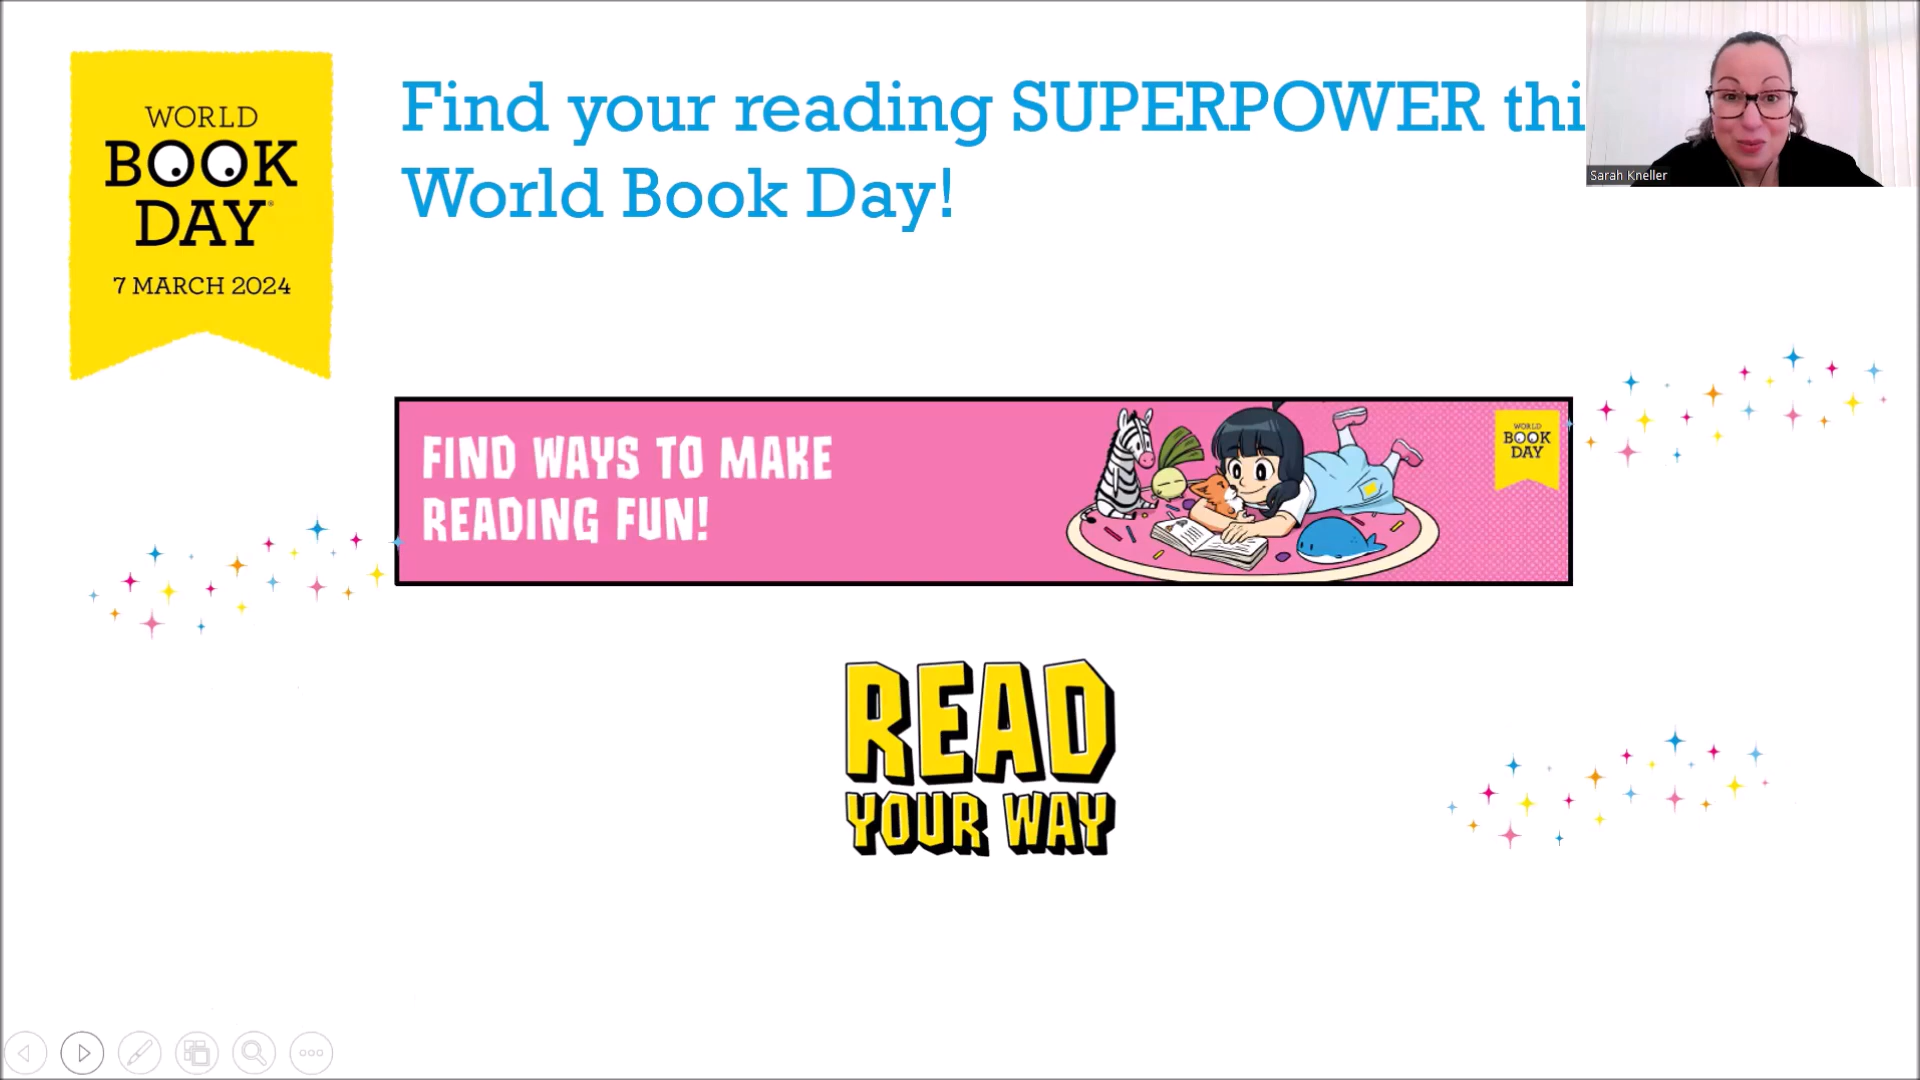 WORLD
BOOK
DAY
7 MARCH 2024
Find your reading SUPERPOWER thi
World Book Day!
Sarah Kneller
FIND WAYS TO MAKE
READING FUN!
WORLD
BOOK
DAY
READ
YOUR WAY